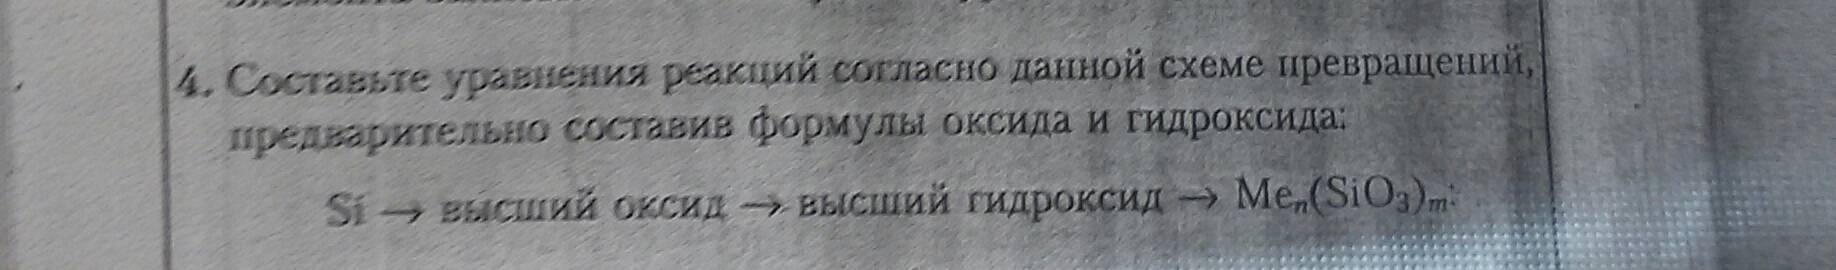 4. Составьте уравнения реакций согласно данной схеме превращений,
предварительно составив формулы оксида и гидроксида:
Si → высший оксид → высший гидроксид → Meₙ(SiO₃)ₘ.